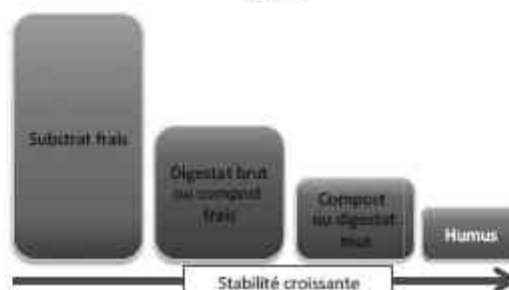 Substrat frais
Digestat brut
ou compost
frais
Compost
ou digestat
Humus
Stabilité croissante